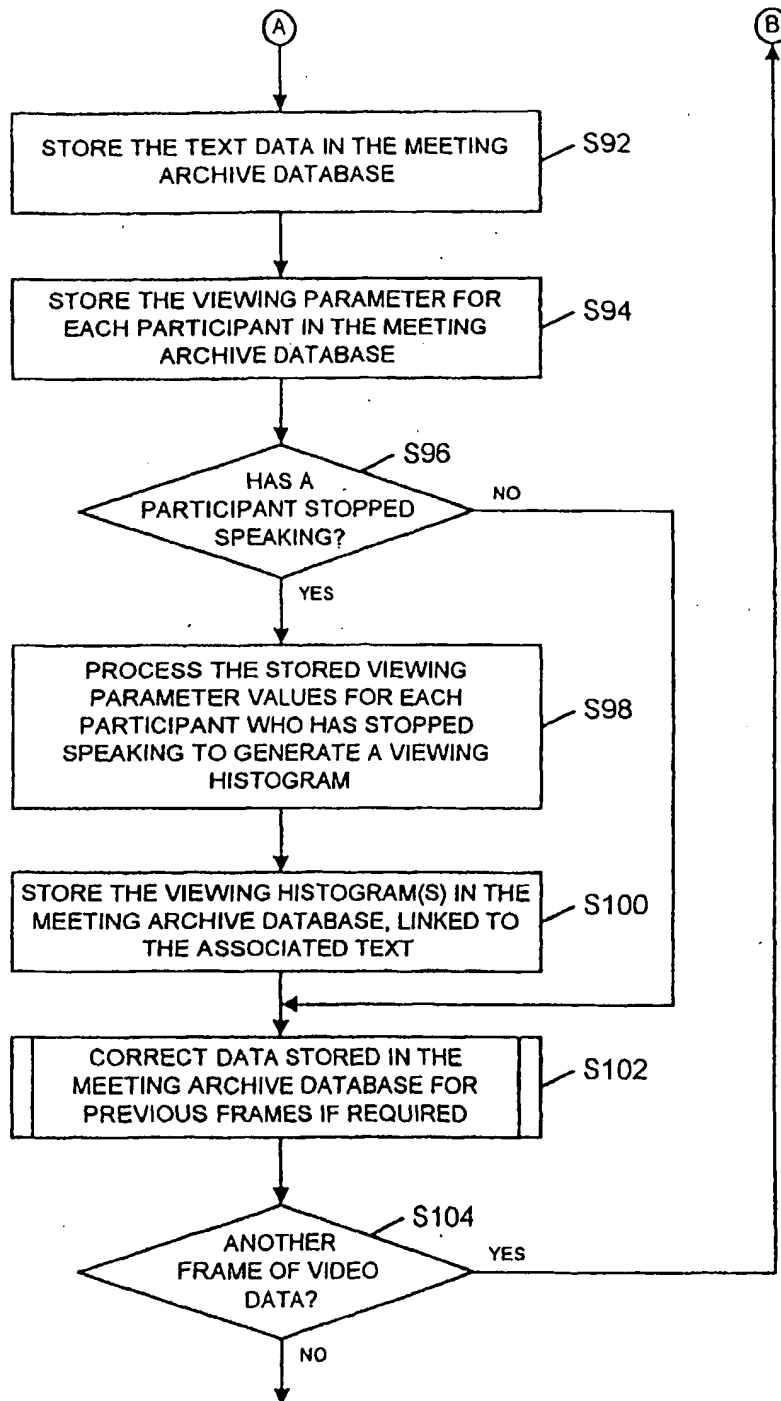 A
B
STORE THE TEXT DATA IN THE MEETING
ARCHIVE DATABASE
S92
STORE THE VIEWING PARAMETER FOR
EACH PARTICIPANT IN THE MEETING
ARCHIVE DATABASE
S94
S96
HAS A
PARTICIPANT STOPPED
SPEAKING?
NO
YES
PROCESS THE STORED VIEWING
PARAMETER VALUES FOR EACH
PARTICIPANT WHO HAS STOPPED
SPEAKING TO GENERATE A VIEWING
HISTOGRAM
S98
STORE THE VIEWING HISTOGRAM(S) IN THE
MEETING ARCHIVE DATABASE, LINKED TO
THE ASSOCIATED TEXT
S100
CORRECT DATA STORED IN THE
MEETING ARCHIVE DATABASE FOR
PREVIOUS FRAMES IF REQUIRED
S102
S104
ANOTHER
FRAME OF VIDEO
DATA?
YES
NO